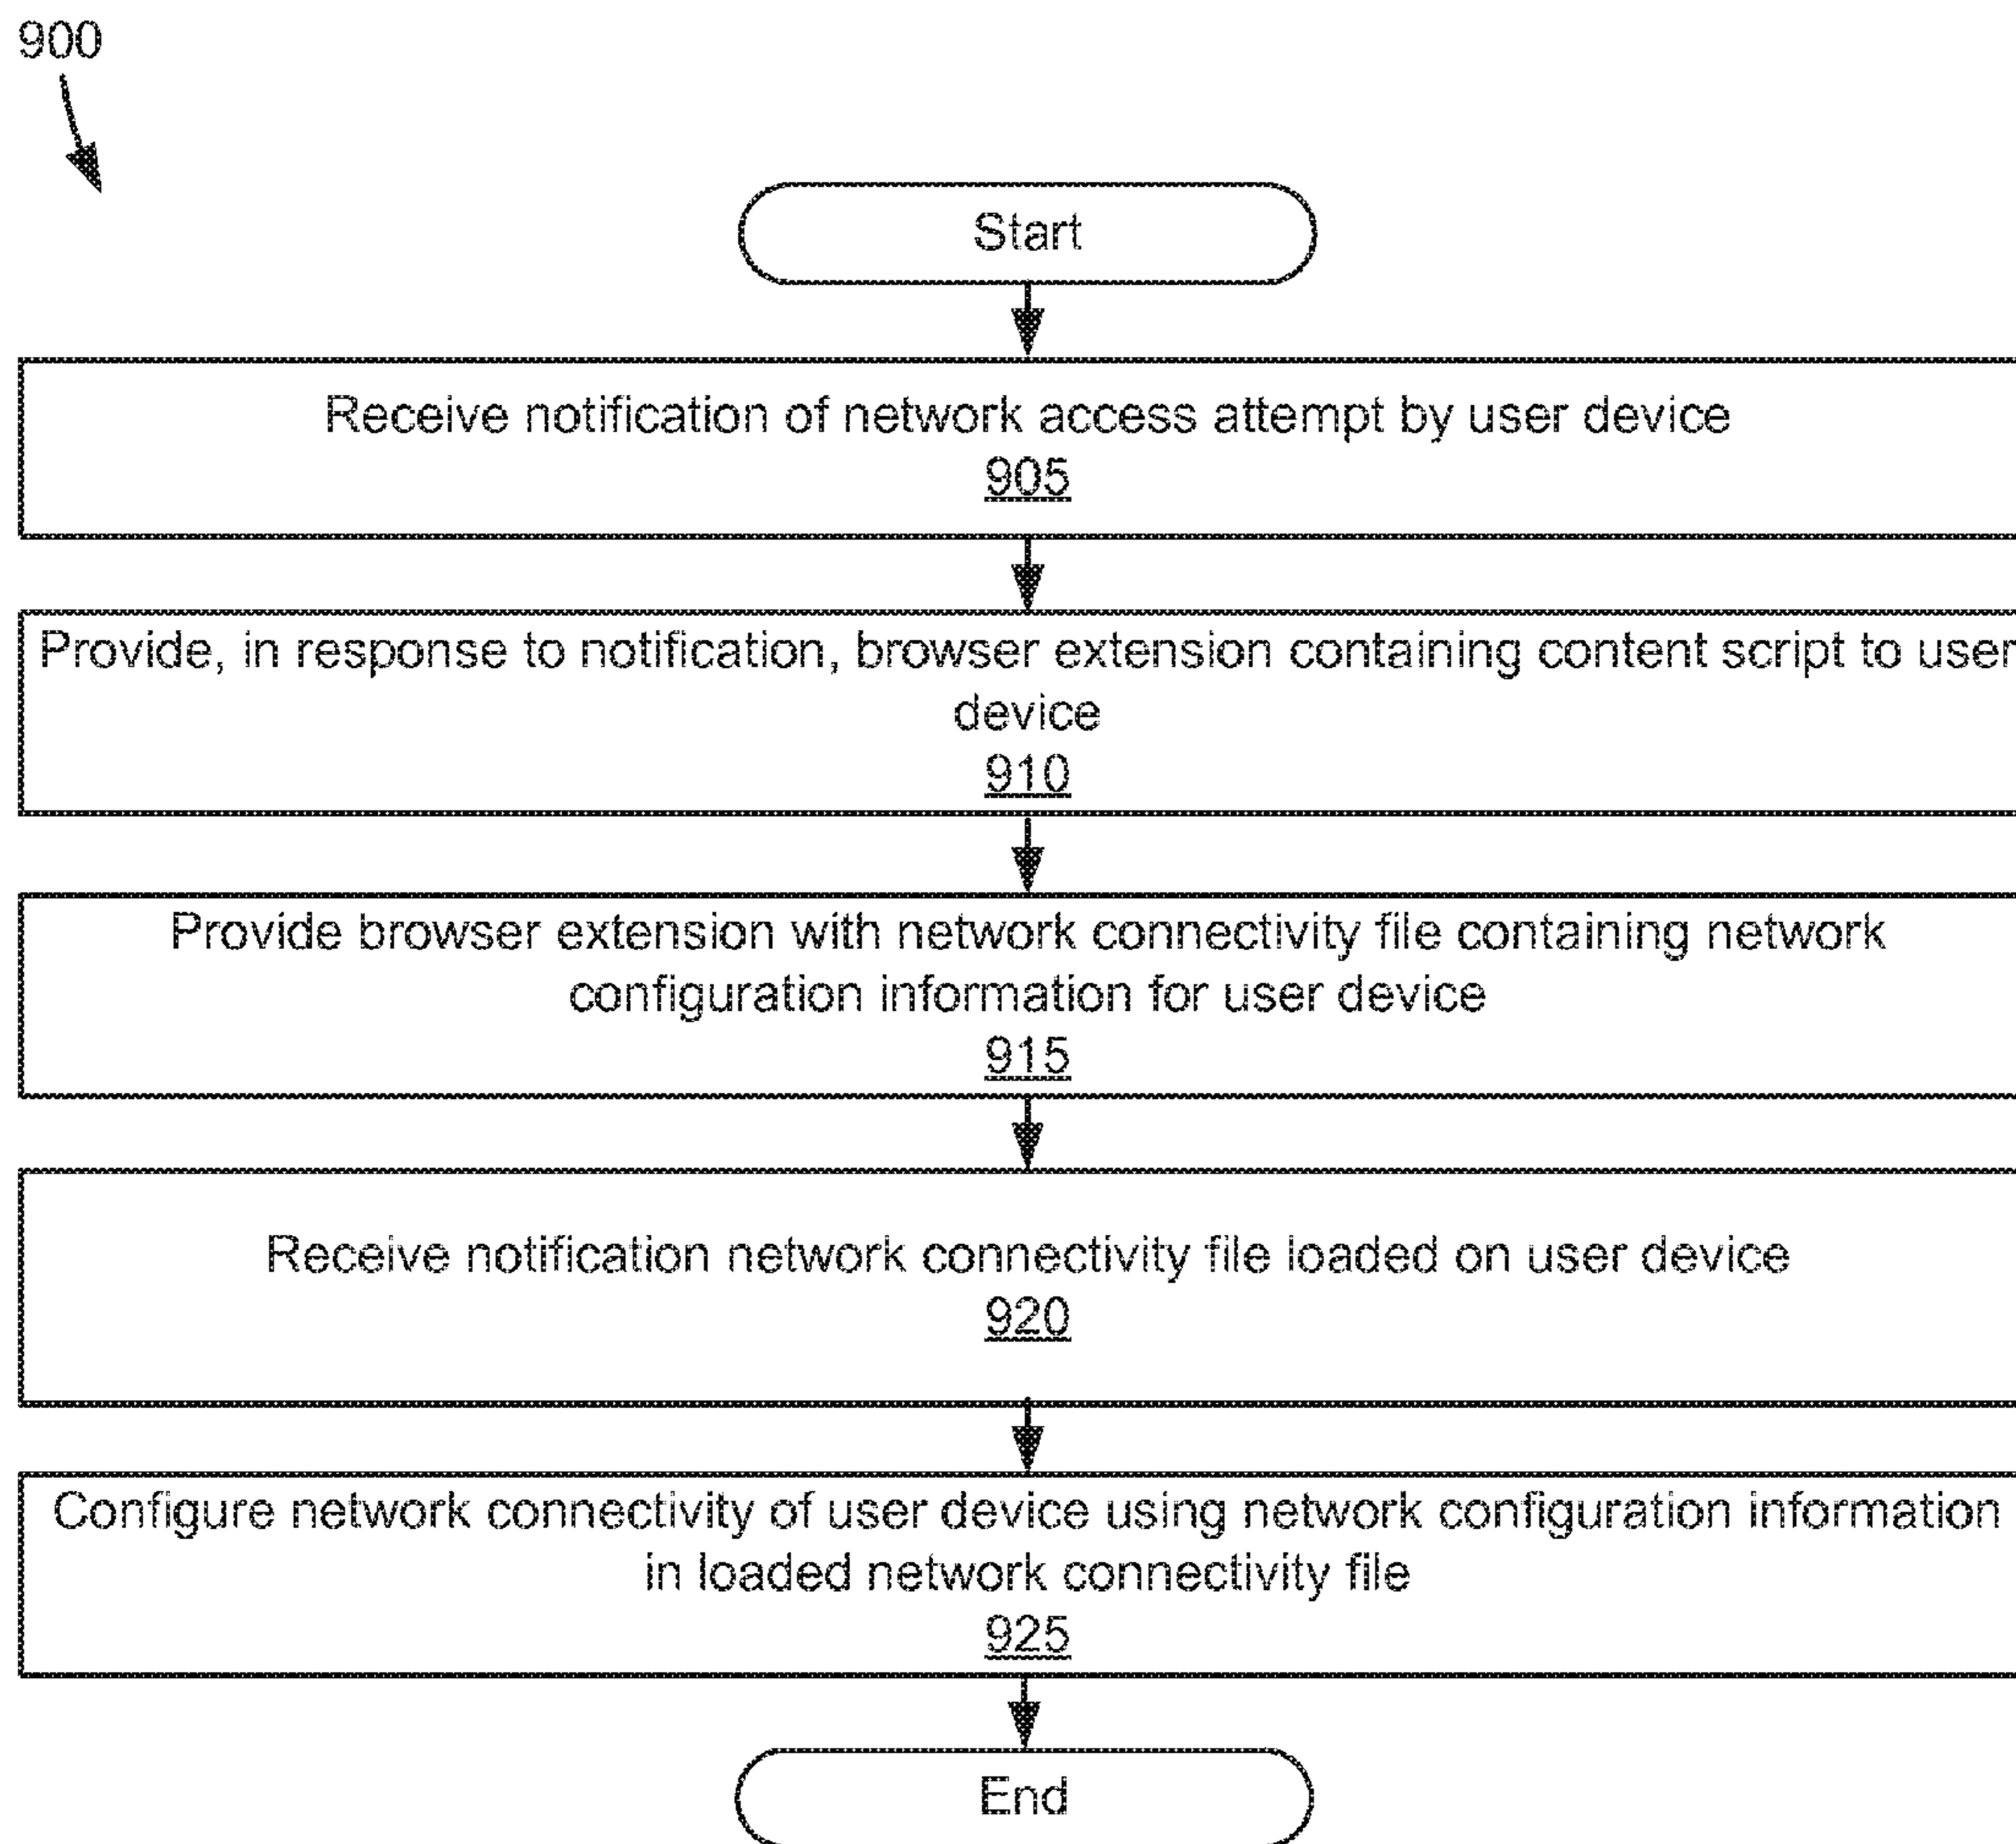 900
Start
Receive notification of network access attempt by user device
905
Provide, in response to notification, browser extension containing content script to user
device
910
Provide browser extension with network connectivity file containing network
configuration information for user device
915
Receive notification network connectivity file loaded on user device
920
Configure network connectivity of user device using network configuration information
in loaded network connectivity file
925
End